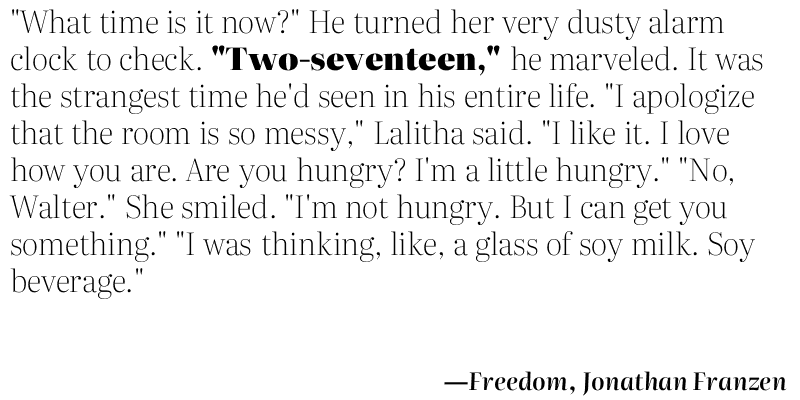 "What time is it now?" He turned her very dusty alarm
clock to check. "Two-seventeen," he marveled. It was
the strangest time he'd seen in his entire life. "I apologize
that the room is so messy," Lalitha said. "I like it. I love
how you are. Are you hungry? I'm a little hungry." "No,
Walter." She smiled. "I'm not hungry. But I can get you
something." "I was thinking, like, a glass of soy milk. Soy
beverage."
—Freedom, Jonathan Franzen